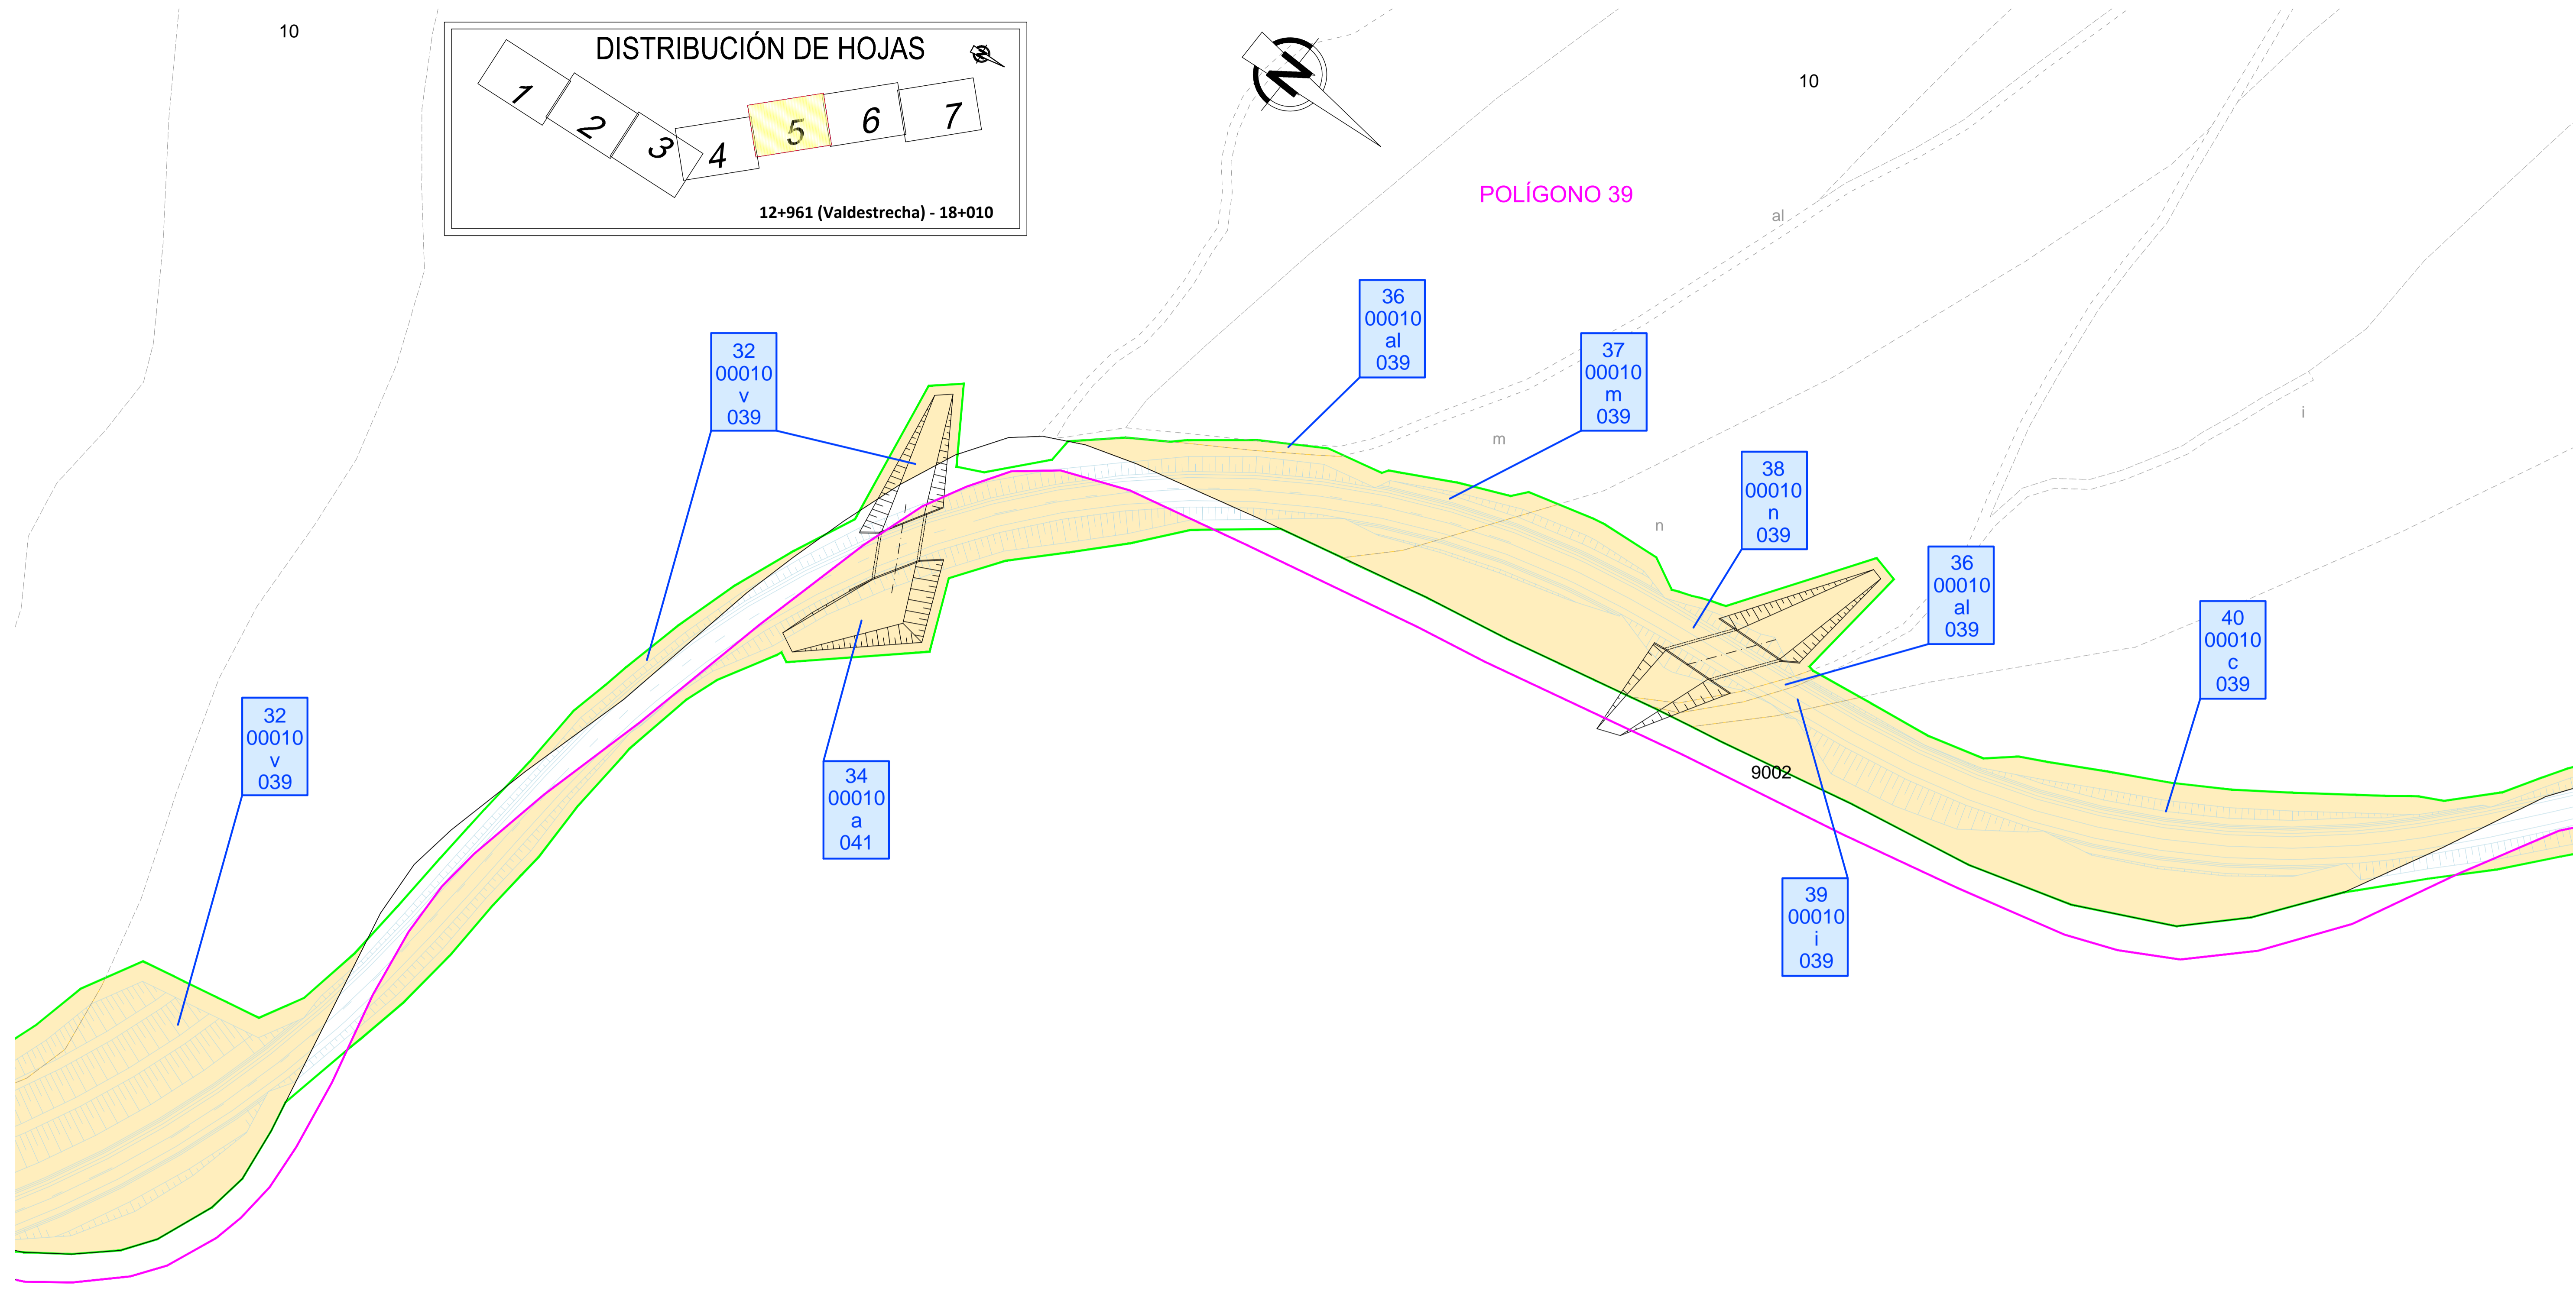 10
DISTRIBUCIÓN DE HOJAS
N
1
2
3
4
5
6
7
12+961 (Valdestrecha) - 18+010
N
10
POLÍGONO 39
al
36
00010
al
039
32
00010
v
039
37
00010
m
039
i
m
38
00010
n
039
n
36
00010
al
039
40
00010
c
039
32
00010
v
039
34
00010
a
041
9002
39
00010
i
039